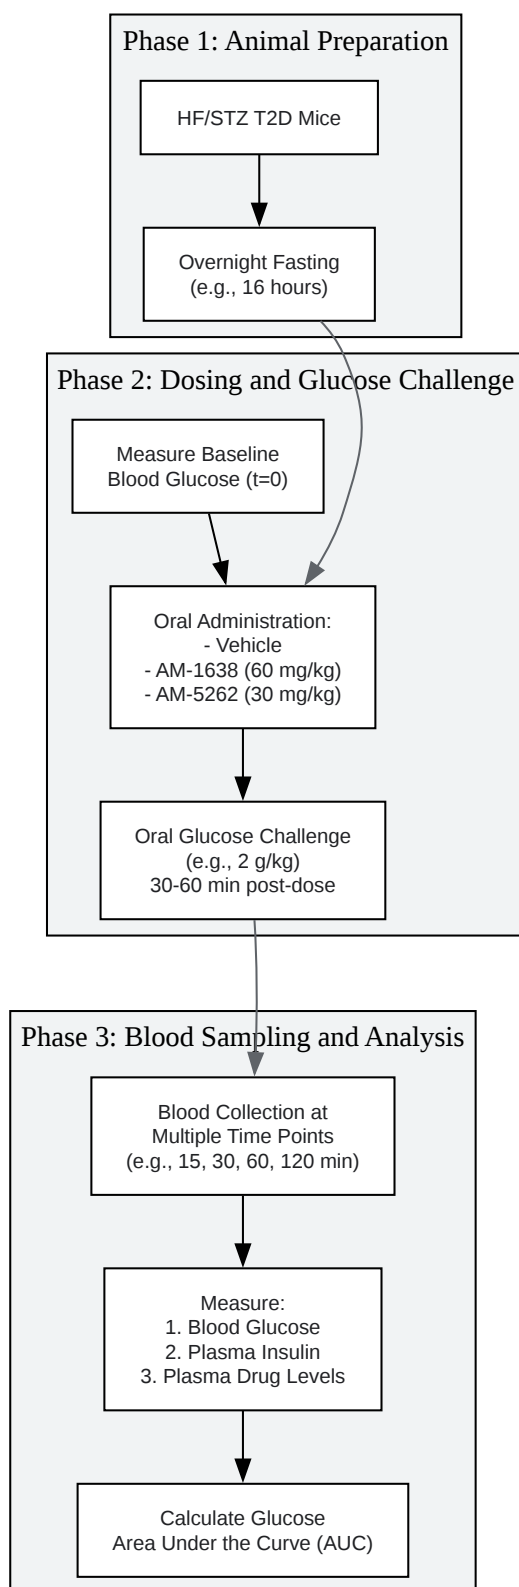 Phase 1: Animal Preparation
HF/STZ T2D Mice
Overnight Fasting
(e.g., 16 hours)
Phase 2: Dosing and Glucose Challenge
Measure Baseline
Blood Glucose (t=0)
Oral Administration:
- Vehicle
- AM-1638 (60 mg/kg)
- AM-5262 (30 mg/kg)
Oral Glucose Challenge
(e.g., 2 g/kg)
30-60 min post-dose
Phase 3: Blood Sampling and Analysis
Blood Collection at
Multiple Time Points
(e.g., 15, 30, 60, 120 min)
Measure:
1. Blood Glucose
2. Plasma Insulin
3. Plasma Drug Levels
Calculate Glucose
Area Under the Curve (AUC)